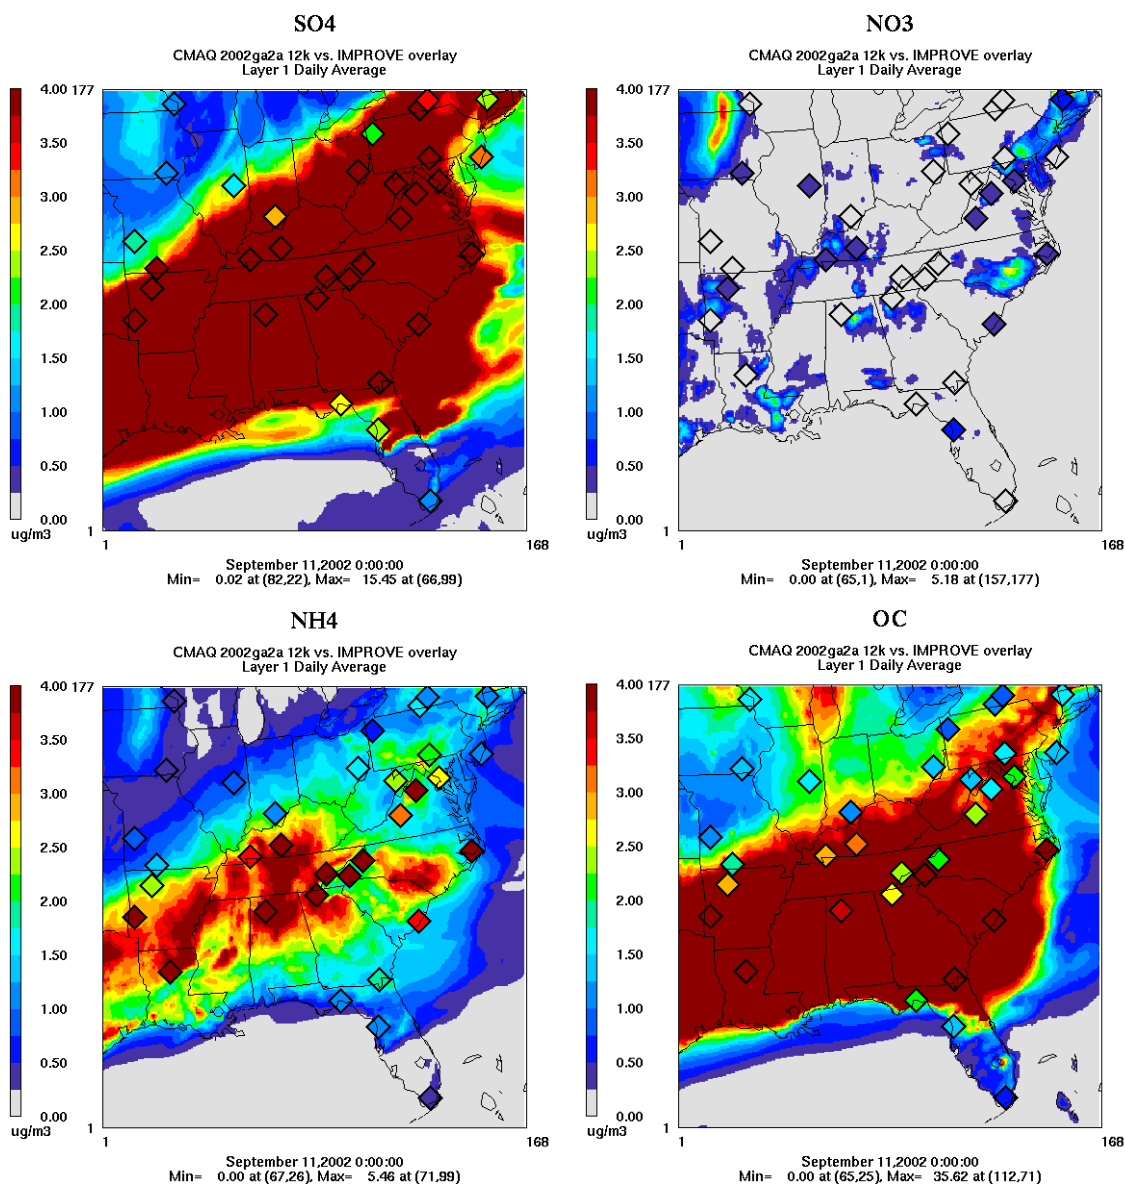 SO4
CMAQ 2002ga2a 12k vs. IMPROVE overlay
Layer 1 Daily Average
4.00 177
3.50
3.00
2.50
2.00
1.50
1.00
0.50
0.00
ug/m3
1
1
168
September 11,2002 0:00:00
Min= 0.02 at (82,22), Max= 15.45 at (66,99)
NO3
CMAQ 2002ga2a 12k vs. IMPROVE overlay
Layer 1 Daily Average
4.00 177
3.50
3.00
2.50
2.00
1.50
1.00
0.50
0.00
ug/m3
1
1
168
September 11,2002 0:00:00
Min= 0.00 at (65,1), Max= 5.18 at (157,177)
NH4
CMAQ 2002ga2a 12k vs. IMPROVE overlay
Layer 1 Daily Average
4.00 177
3.50
3.00
2.50
2.00
1.50
1.00
0.50
0.00
ug/m3
1
1
168
September 11,2002 0:00:00
Min= 0.00 at (67,26), Max= 5.46 at (71,99)
OC
CMAQ 2002ga2a 12k vs. IMPROVE overlay
Layer 1 Daily Average
4.00 177
3.50
3.00
2.50
2.00
1.50
1.00
0.50
0.00
ug/m3
1
1
168
September 11,2002 0:00:00
Min= 0.00 at (65,25), Max= 35.62 at (112,71)